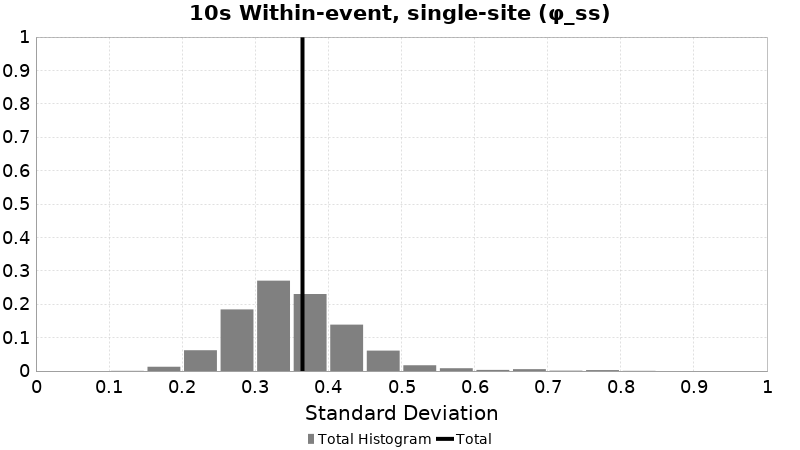 10s Within-event, single-site (φ_ss)
1
0.9
0.8
0.7
0.6
0.5
0.4
0.3
0.2
0.1
0
0 0.1 0.2 0.3 0.4 0.5 0.6 0.7 0.8 0.9 1
Standard Deviation
Total Histogram Total